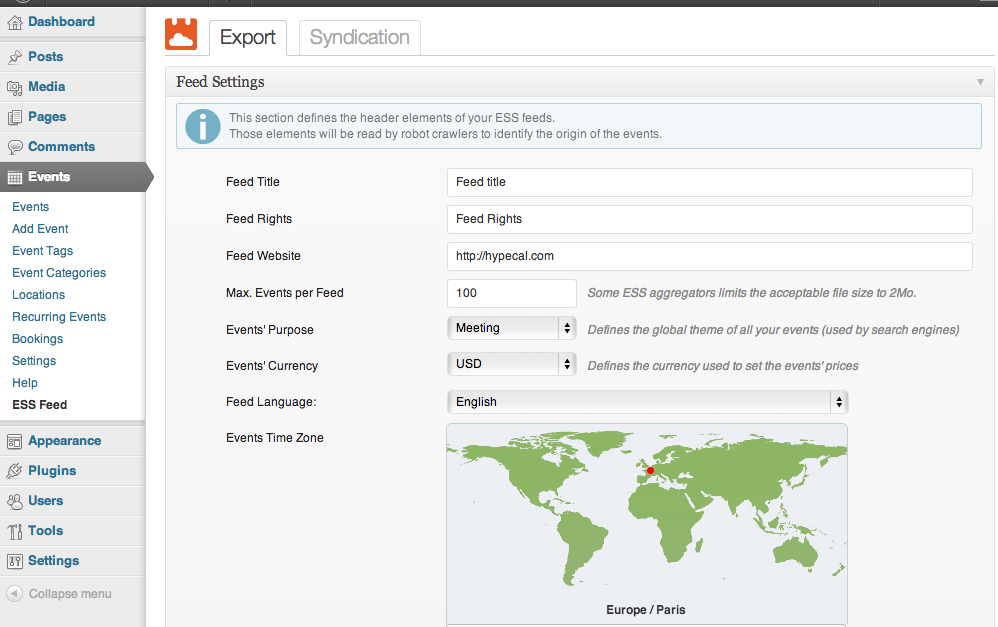 Dashboard
Posts
Media
Pages
Comments
Events
Events
Add Event
Event Tags
Event Categories
Locations
Recurring Events
Bookings
Settings
Help
ESS Feed
Appearance
Plugins
Users
Tools
Settings
Collapse menu
Export
Syndication
Feed Settings
This section defines the header elements of your ESS feeds.
Those elements will be read by robot crawlers to identify the origin of the events.
Feed Title
Feed title
Feed Rights
Feed Rights
Feed Website
http://hypecal.com
Max. Events per Feed
100
Some ESS aggregators limits the acceptable file size to 2Mo.
Events' Purpose
Meeting
Defines the global theme of all your events (used by search engines)
Events' Currency
USD
Defines the currency used to set the events' prices
Feed Language:
English
Events Time Zone
Europe / Paris